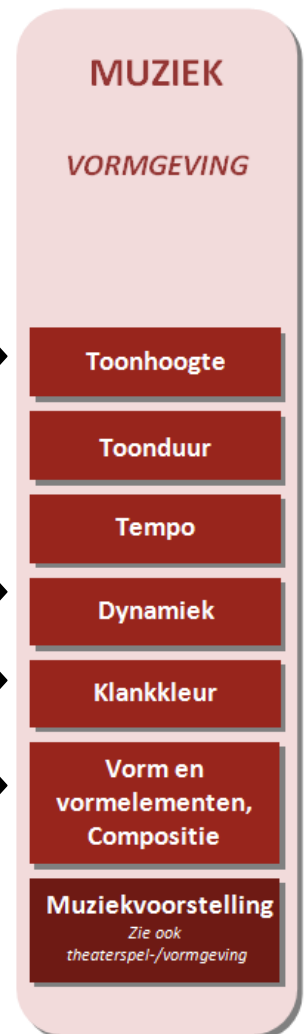 MUZIEK
VORMGEVING
Toonhoogte
Toonduur
Tempo
Dynamiek
Klankkleur
Vorm en
vormelementen,
Compositie
Muziekvoorstelling
Zie ook
theaterspel-/vormgeving